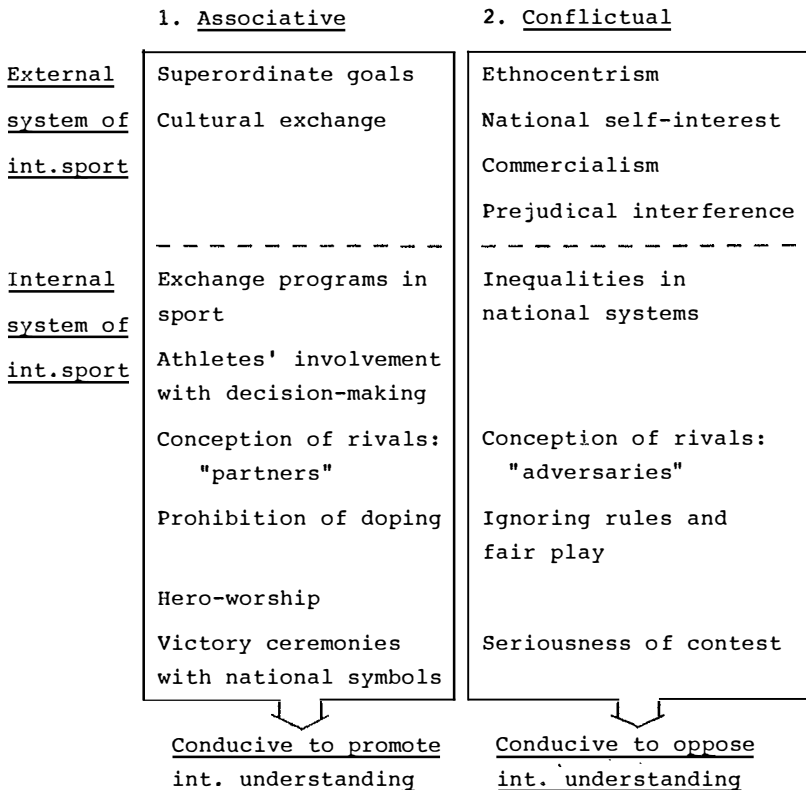 1. Associative
2. Conflictual
External
system of
int.sport
Superordinate goals
Cultural exchange
Ethnocentrism
National self-interest
Commercialism
Prejudical interference
Internal
system of
int.sport
Exchange programs in
sport
Athletes' involvement
with decision-making
Conception of rivals:
"partners"
Prohibition of doping
Hero-worship
Victory ceremonies
with national symbols
Inequalities in
national systems
Conception of rivals:
"adversaries"
Ignoring rules and
fair play
Seriousness of contest
Conducive to promote
int. understanding
Conducive to oppose
int. understanding